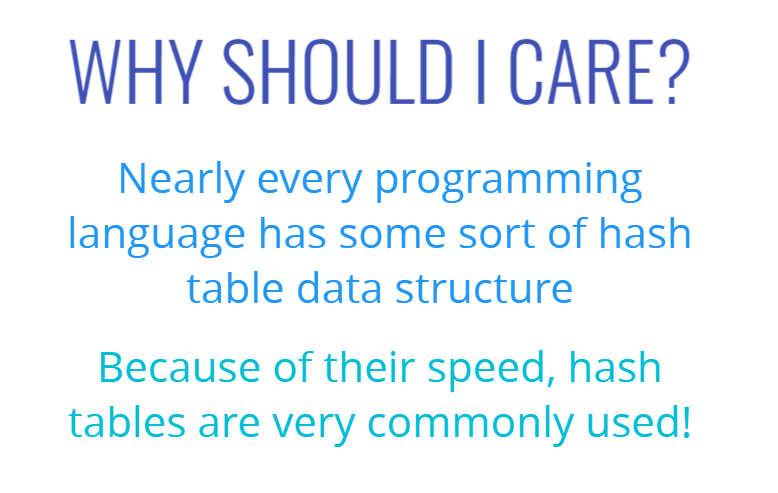 WHY SHOULD I CARE?
Nearly every programming
language has some sort of hash
table data structure
Because of their speed, hash
tables are very commonly used!